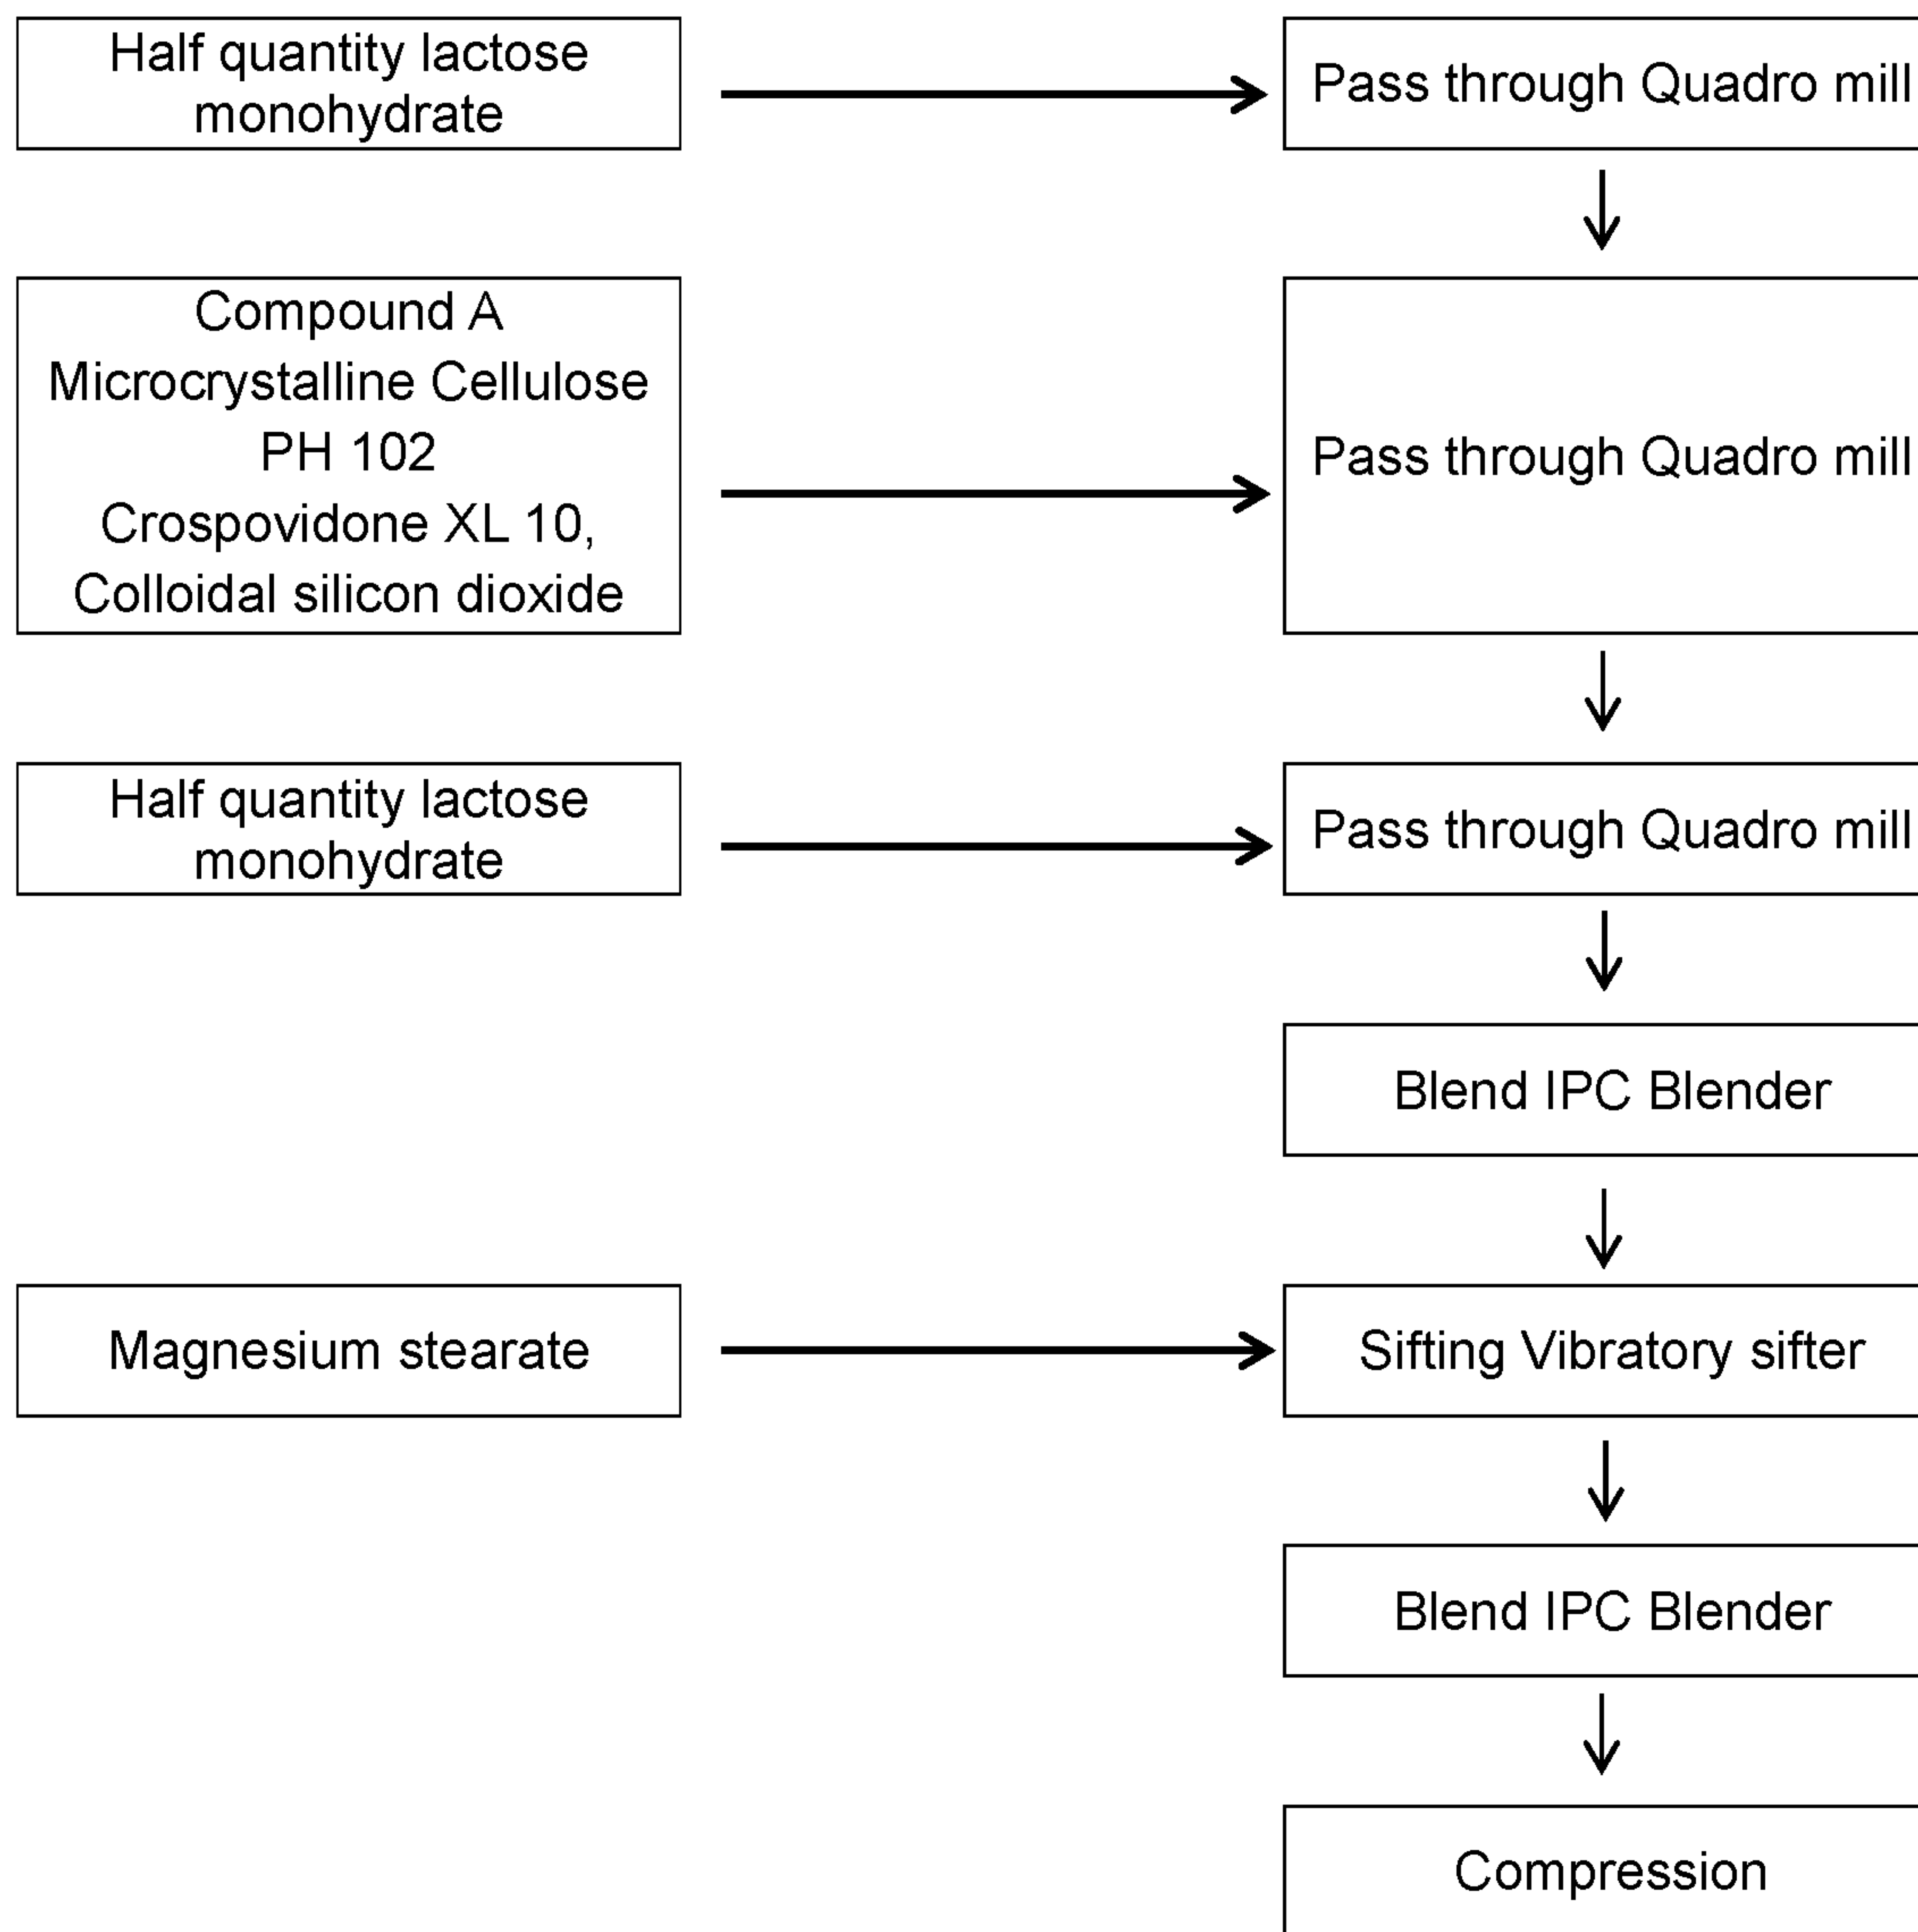 Half quantity lactose
monohydrate
Pass through Quadro mill
Compound A
Microcrystalline Cellulose
PH 102
Crospovidone XL 10,
Colloidal silicon dioxide
Pass through Quadro mill
Half quantity lactose
monohydrate
Pass through Quadro mill
Blend IPC Blender
Magnesium stearate
Sifting Vibratory sifter
Blend IPC Blender
Compression